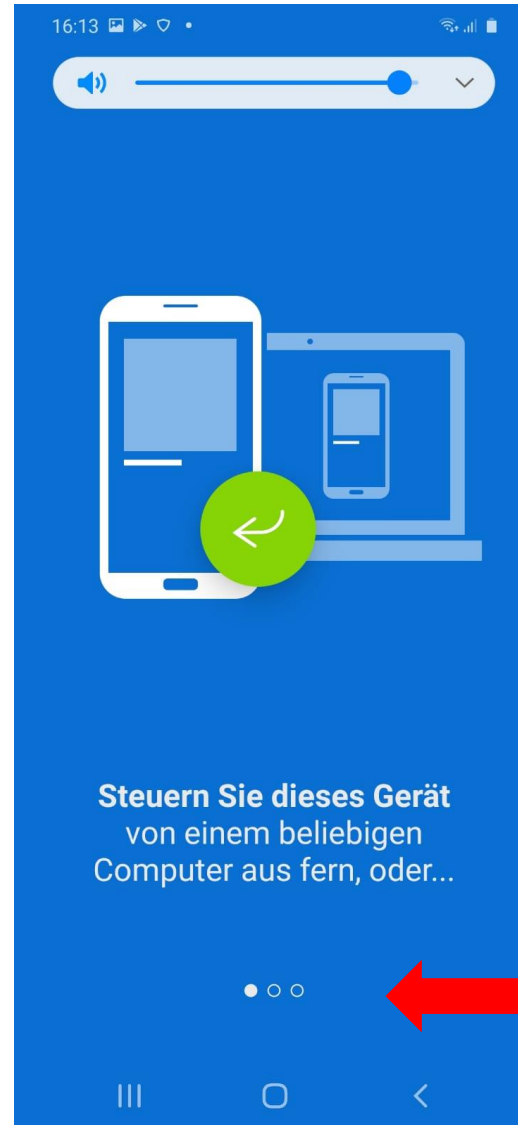 16:13
Steuern Sie dieses Gerät
von einem beliebigen
Computer aus fern, oder...